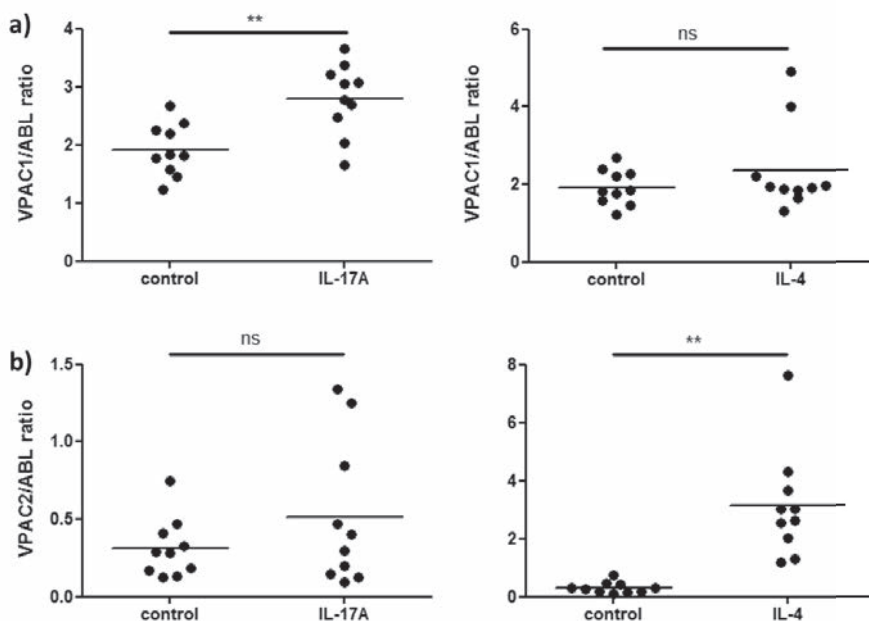 a)
**
VPAC1/ABL ratio
4
3
2
1
0
control
IL-17A
ns
VPAC1/ABL ratio
6
4
2
0
control
IL-4
b)
ns
VPAC2/ABL ratio
1.5
1.0
0.5
0.0
control
IL-17A
**
8
6
4
2
0
control
IL-4